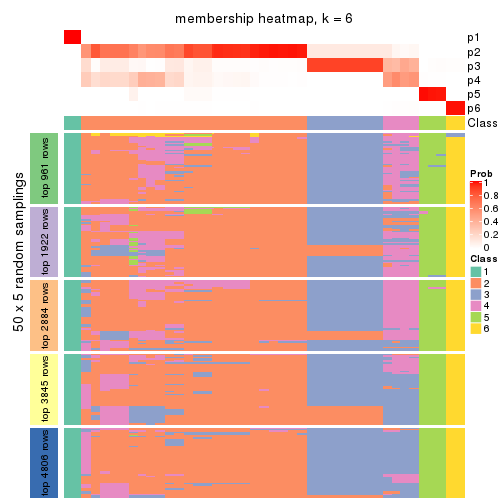 membership heatmap, k = 6
p1
p2
p3
p4
p5
p6
Class
50 x 5 random samplings
top 961 rows
top 1922 rows
top 2884 rows
top 3845 rows
top 4806 rows
Prob
1
0.8
0.6
0.4
0.2
0
Class
1
2
3
4
5
6